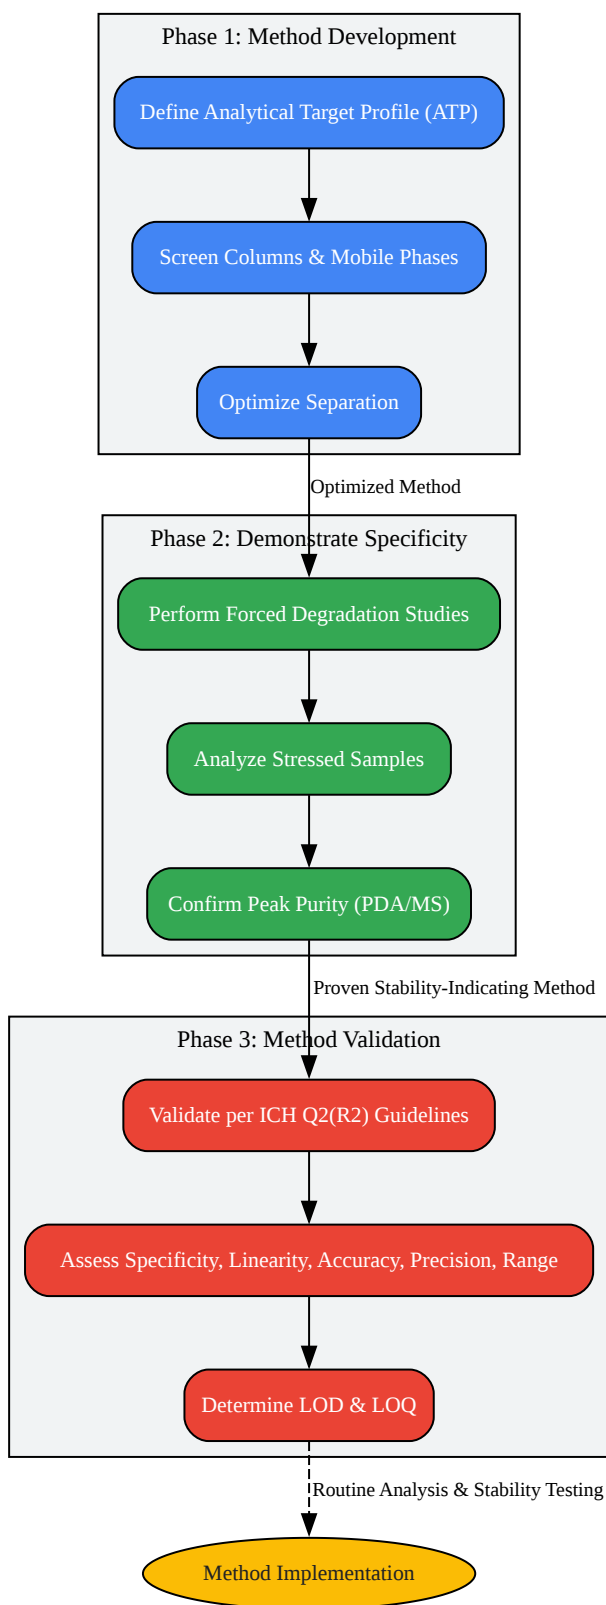 Phase 1: Method Development
Define Analytical Target Profile (ATP)
Screen Columns & Mobile Phases
Optimize Separation
Optimized Method
Phase 2: Demonstrate Specificity
Perform Forced Degradation Studies
Analyze Stressed Samples
Confirm Peak Purity (PDA/MS)
Proven Stability-Indicating Method
Phase 3: Method Validation
Validate per ICH Q2(R2) Guidelines
Assess Specificity, Linearity, Accuracy, Precision, Range
Determine LOD & LOQ
Routine Analysis & Stability Testing
Method Implementation